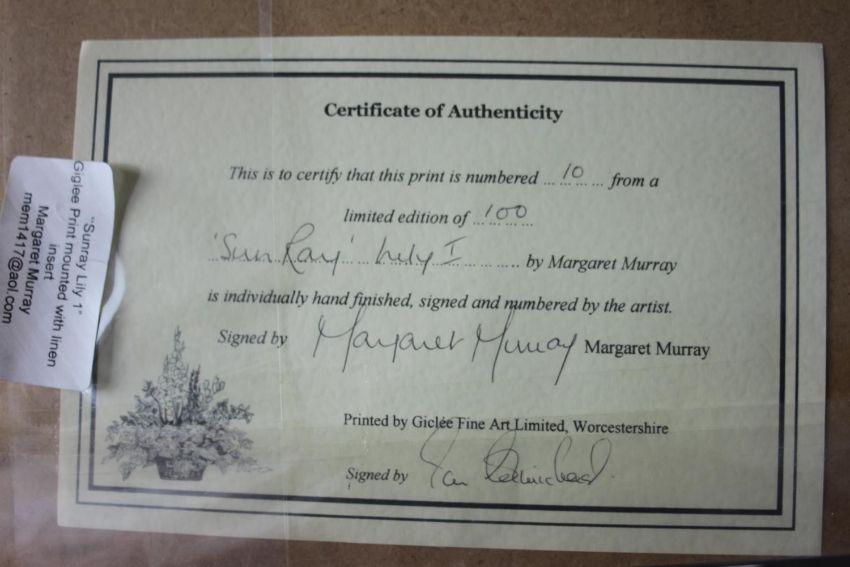 Certificate of Authenticity
This is to certify that this print is numbered ... 10 ... from a
limited edition of ... 100 ...
'Sun Ray' Lily I ... by Margaret Murray
is individually hand finished, signed and numbered by the artist.
Signed by Margaret Murray Margaret Murray
Printed by Giclée Fine Art Limited, Worcestershire
Signed by
"Sunray Lily 1"
Giglee Print mounted with linen
insert
Margaret Murray
mem1417@aol.com